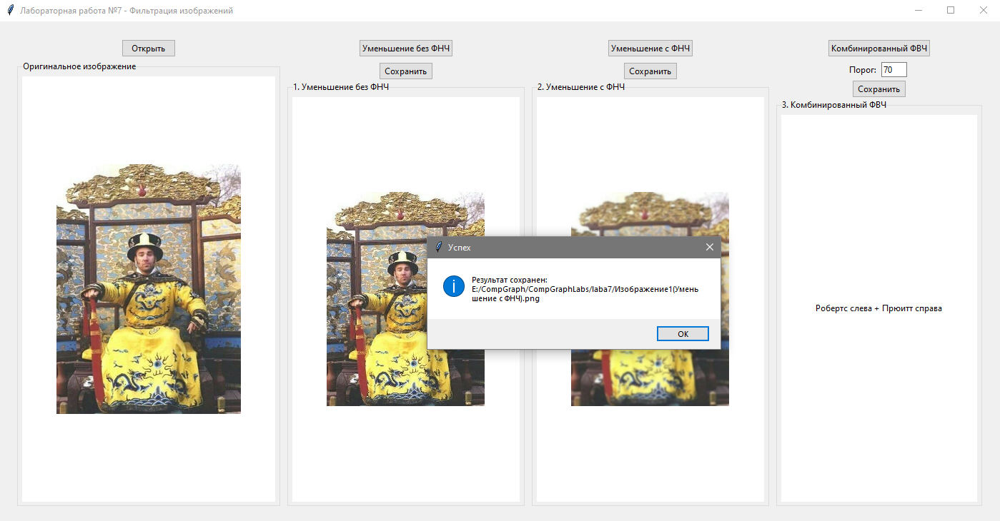 Лабораторная работа №7 - Фильтрация изображений
Открыть
Уменьшение без ФНЧ
Уменьшение с ФНЧ
Комбинированный ФВЧ
Сохранить
Сохранить
Порог: 70
Сохранить
Оригинальное изображение
1. Уменьшение без ФНЧ
2. Уменьшение с ФНЧ
3. Комбинированный ФВЧ
Робертс слева + Прюитт справа
Успех
Результат сохранен:
E:/CompGraph/CompGraphLabs/laba7/Изображение1(Умень
шение с ФНЧ).png
OK